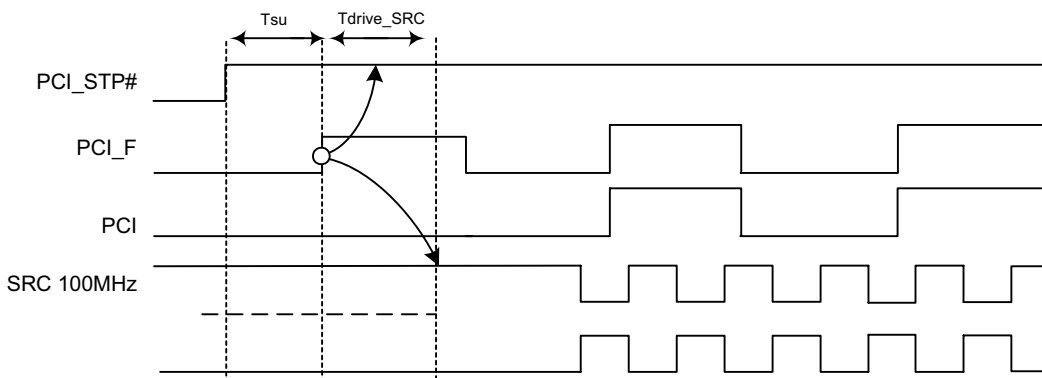 Tsu Tdrive_SRC
PCI_STP#
PCI_F
PCI
SRC 100MHz